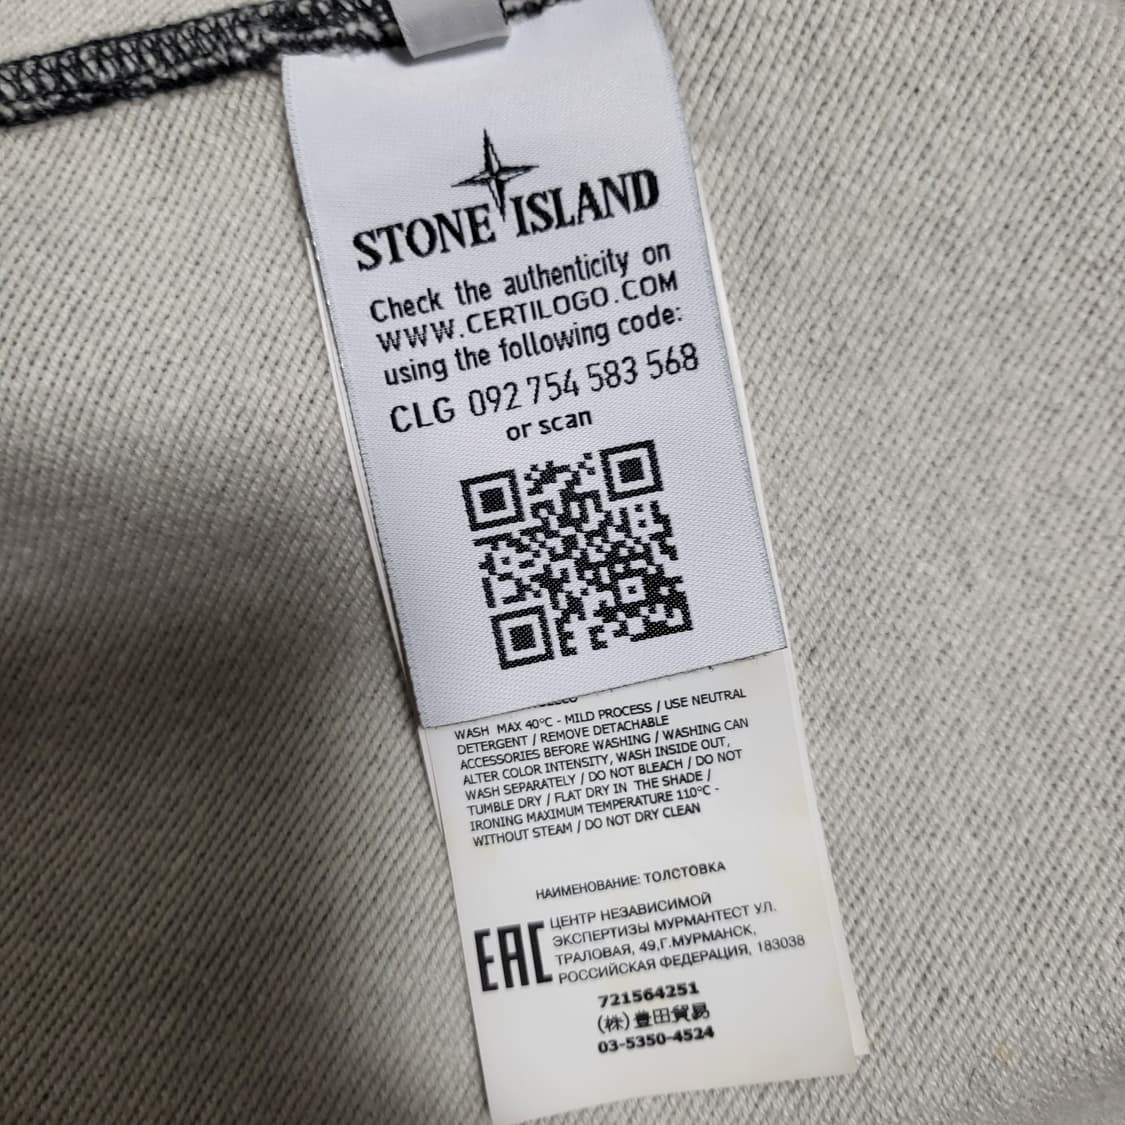 STONE ISLAND
Check the authenticity on
WWW.CERTILOGO.COM
using the following code:
CLG 092 754 583 568
or scan
WASH MAX 40°C - MILD PROCESS / USE NEUTRAL
DETERGENT / REMOVE DETACHABLE
ACCESSORIES BEFORE WASHING / WASHING CAN
ALTER COLOR INTENSITY, WASH INSIDE OUT,
WASH SEPARATELY / DO NOT BLEACH / DO NOT
TUMBLE DRY / FLAT DRY IN THE SHADE /
IRONING MAXIMUM TEMPERATURE 110°C -
WITHOUT STEAM / DO NOT DRY CLEAN
НАИМЕНОВАНИЕ: ТОЛСТОВКА
EAC
ЦЕНТР НЕЗАВИСИМОЙ
ЭКСПЕРТИЗЫ МУРМАНТЕСТ УЛ.
ТРАЛОВАЯ, 49,Г.МУРМАНСК,
РОССИЙСКАЯ ФЕДЕРАЦИЯ, 183038
721564251
(株)豊田貿易
03-5350-4524